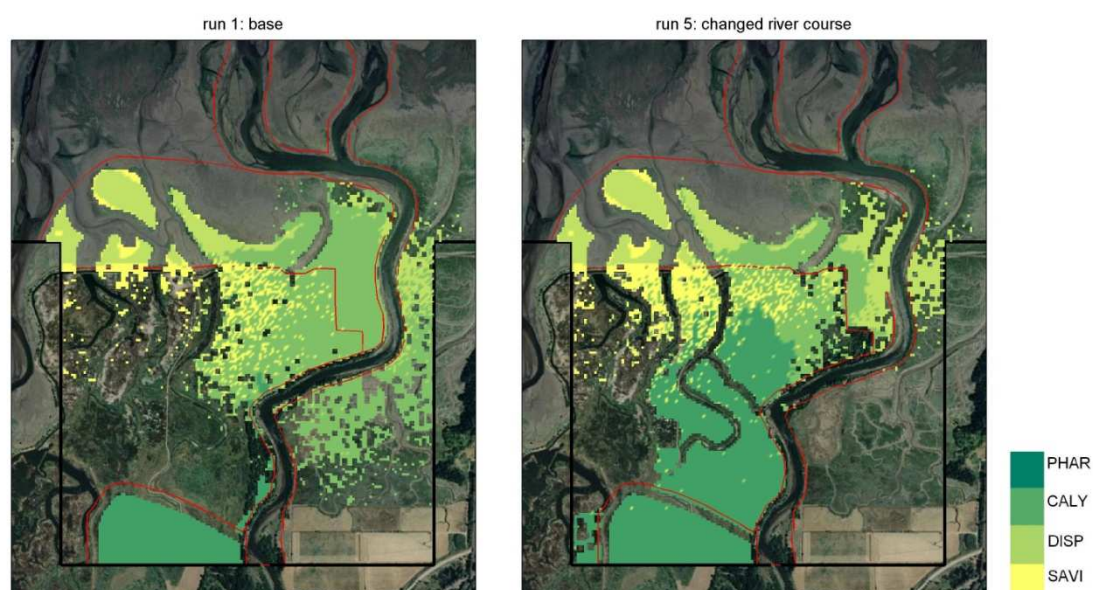 run 1: base
run 5: changed river course
PHAR
CALY
DISP
SAVI